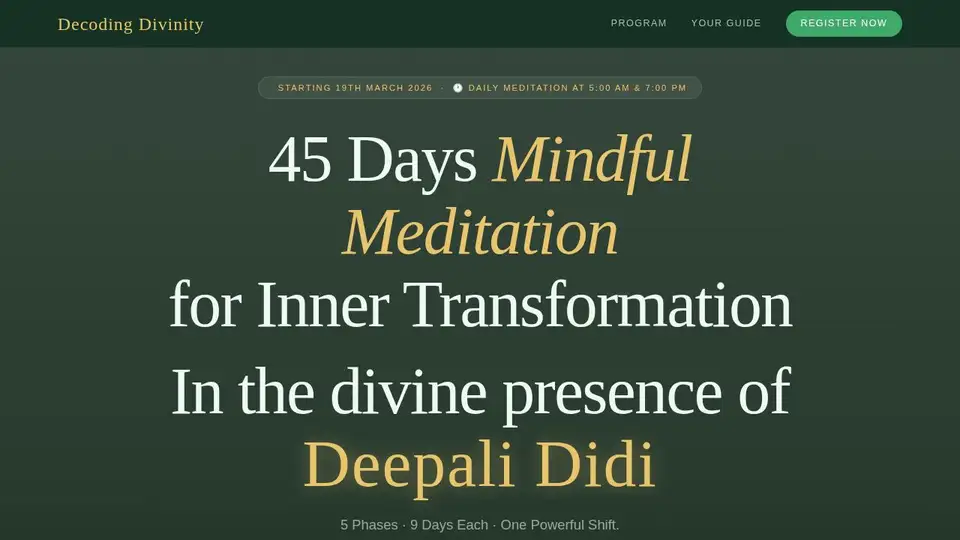 Decoding Divinity
PROGRAM
YOUR GUIDE
REGISTER NOW
STARTING 19TH MARCH 2026 · 🕐 DAILY MEDITATION AT 5:00 AM & 7:00 PM
45 Days Mindful
Meditation
for Inner Transformation
In the divine presence of
Deepali Didi
5 Phases · 9 Days Each · One Powerful Shift.